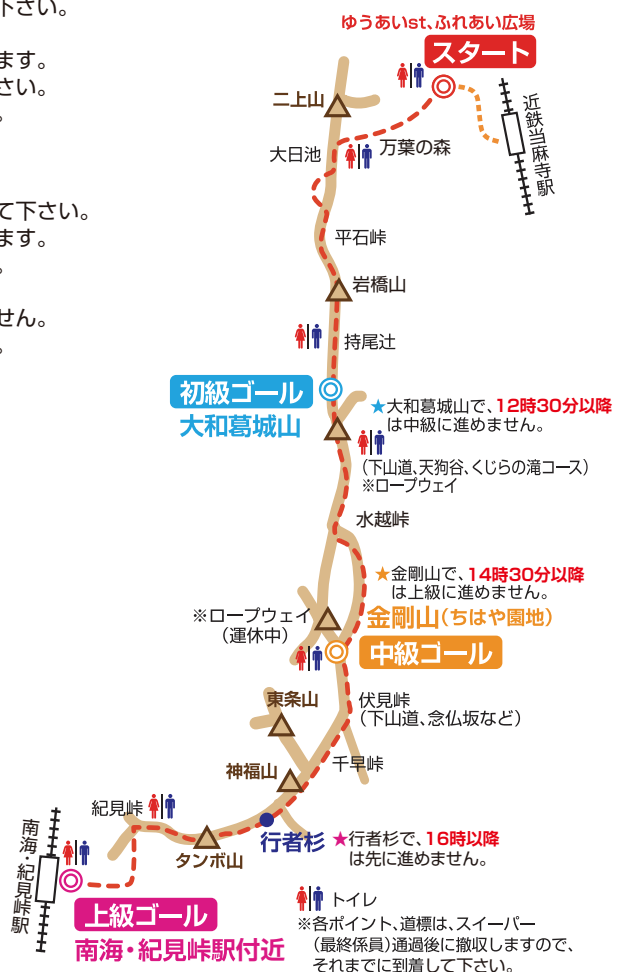 下さい。
ます。
さい。
。
て下さい。
ます。
。
せん。
。
ゆうあいst、ふれあい広場
スタート
近鉄当麻寺駅
二上山
大日池
万葉の森
平石峠
岩橋山
持尾辻
初級ゴール
大和葛城山
★大和葛城山で、12時30分以降
は中級に進めません。
(下山道、天狗谷、くじらの滝コース)
※ロープウェイ
水越峠
★金剛山で、14時30分以降
は上級に進めません。
金剛山(ちはや園地)
※ロープウェイ
(運休中)
中級ゴール
東条山
伏見峠
(下山道、念仏坂など)
千早峠
神福山
紀見峠
行者杉
★行者杉で、16時以降
は先に進めません。
タンボ山
南海・紀見峠駅
上級ゴール
南海・紀見峠駅付近
トイレ
※各ポイント、道標は、スイーパー
(最終係員)通過後に撤収しますので、
それまでに到着して下さい。